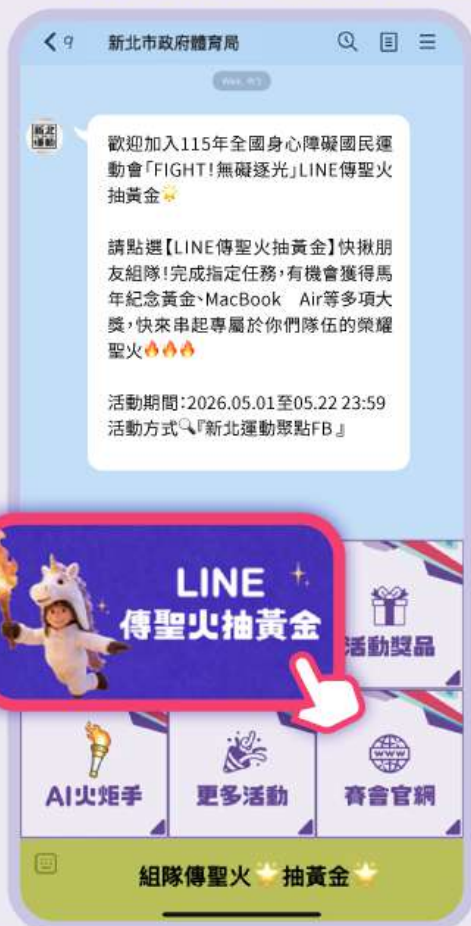 9 新北市政府體育局
新北
運動
歡迎加入115年全國身心障礙國民運
動會「FIGHT!無礙逐光」LINE傳聖火
抽黃金🌟
請點選【LINE傳聖火抽黃金】快揪朋
友組隊!完成指定任務,有機會獲得馬
年紀念黃金、MacBook Air等多項大
獎,快來串起專屬於你們隊伍的榮耀
聖火🔥🔥🔥
活動期間:2026.05.01至05.22 23:59
活動方式🔍『新北運動聚點FB』
LINE
傳聖火抽黃金
活動獎品
AI火炬手
更多活動
WWW
賽會官網
組隊傳聖火🌟抽黃金🌟